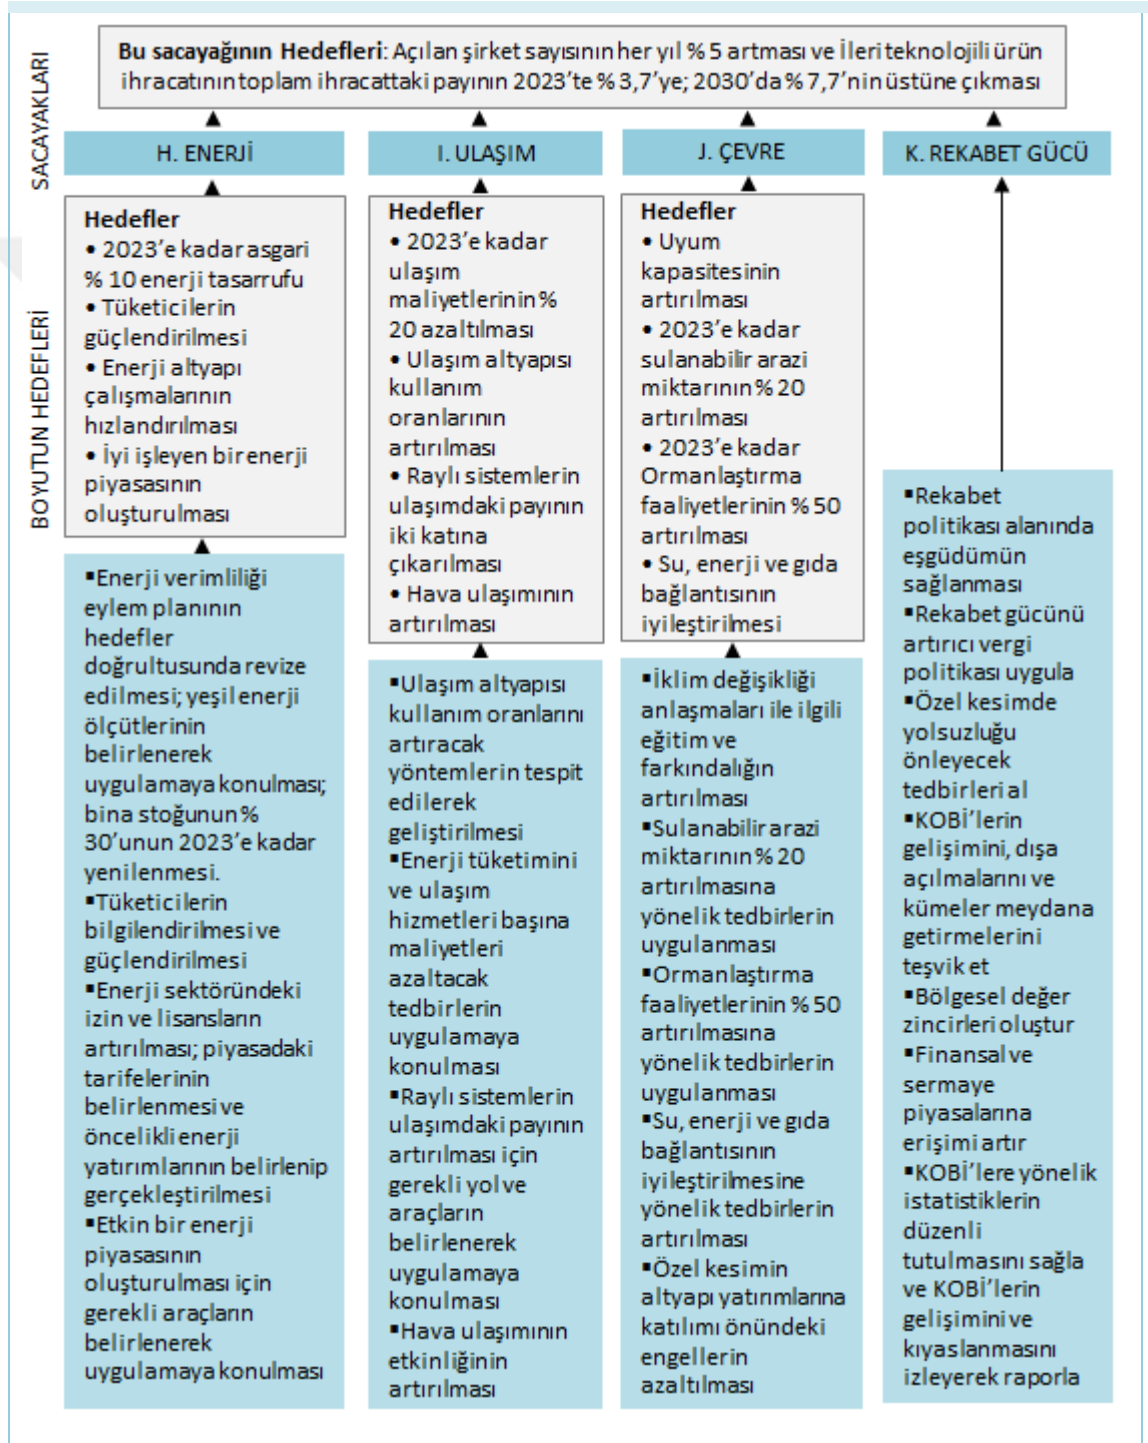 Bu sacayağının Hedefleri: Açılan şirket sayısının her yıl % 5 artması ve İleri teknolojili ürün
ihracatının toplam ihracattaki payının 2023’te % 3,7’ye; 2030’da % 7,7’nin üstüne çıkması
SACAYAKLARI
H. ENERJİ
I. ULAŞIM
J. ÇEVRE
K. REKABET GÜCÜ
BOYUTUN HEDEFLERİ
Hedefler
• 2023’e kadar asgari
% 10 enerji tasarrufu
• Tüketicilerin
güçlendirilmesi
• Enerji altyapı
çalışmalarının
hızlandırılması
• İyi işleyen bir enerji
piyasasının
oluşturulması
▪Enerji verimliliği
eylem planının
hedefler
doğrultusunda revize
edilmesi; yeşil enerji
ölçütlerinin
belirlenerek
uygulamaya konulması;
bina stoğunun %
30’unun 2023’e kadar
yenilenmesi.
▪Tüketicilerin
bilgilendirilmesi ve
güçlendirilmesi
▪Enerji sektöründeki
izin ve lisansların
artırılması; piyasadaki
tarifelerinin
belirlenmesi ve
öncelikli enerji
yatırımlarının belirlenip
gerçekleştirilmesi
▪Etkin bir enerji
piyasasının
oluşturulması için
gerekli araçların
belirlenerek
uygulamaya konulması
Hedefler
• 2023’e kadar
ulaşım
maliyetlerinin %
20 azaltılması
• Ulaşım altyapısı
kullanım
oranlarının
artırılması
• Raylı sistemlerin
ulaşımdaki payının
iki katına
çıkarılması
• Hava ulaşımının
artırılması
▪Ulaşım altyapısı
kullanım oranlarını
artıracak
yöntemlerin tespit
edilerek
geliştirilmesi
▪Enerji tüketimini
ve ulaşım
hizmetleri başına
maliyetleri
azaltacak
tedbirlerin
uygulamaya
konulması
▪Raylı sistemlerin
ulaşımdaki payının
artırılması için
gerekli yol ve
araçların
belirlenerek
uygulamaya
konulması
▪Hava ulaşımının
etkinliğinin
artırılması
Hedefler
• Uyum
kapasitesinin
artırılması
• 2023’e kadar
sulanabilir arazi
miktarının % 20
artırılması
• 2023’e kadar
Ormanlaştırma
faaliyetlerinin % 50
artırılması
• Su, enerji ve gıda
bağlantısının
iyileştirilmesi
▪İklim değişikliği
anlaşmaları ile ilgili
eğitim ve
farkındalığın
artırılması
▪Sulanabilir arazi
miktarının % 20
artırılmasına
yönelik tedbirlerin
uygulanması
▪Ormanlaştırma
faaliyetlerinin % 50
artırılmasına
yönelik tedbirlerin
uygulanması
▪Su, enerji ve gıda
bağlantısının
iyileştirilmesine
yönelik tedbirlerin
artırılması
▪Özel kesimin
altyapı yatırımlarına
katılımı önündeki
engellerin
azaltılması
▪Rekabet
politikası alanında
eşgüdümün
sağlanması
▪Rekabet gücünü
artırıcı vergi
politikası uygula
▪Özel kesimde
yolsuzluğu
önleyecek
tedbirleri al
▪KOBİ’lerin
gelişimini, dışa
açılmalarını ve
kümeler meydana
getirmelerini
teşvik et
▪Bölgesel değer
zincirleri oluştur
▪Finansal ve
sermaye
piyasalarına
erişimi artır
▪KOBİ’lere yönelik
istatistiklerin
düzenli
tutulmasını sağla
ve KOBİ’lerin
gelişimini ve
kıyaslanmasını
izleyerek raporla